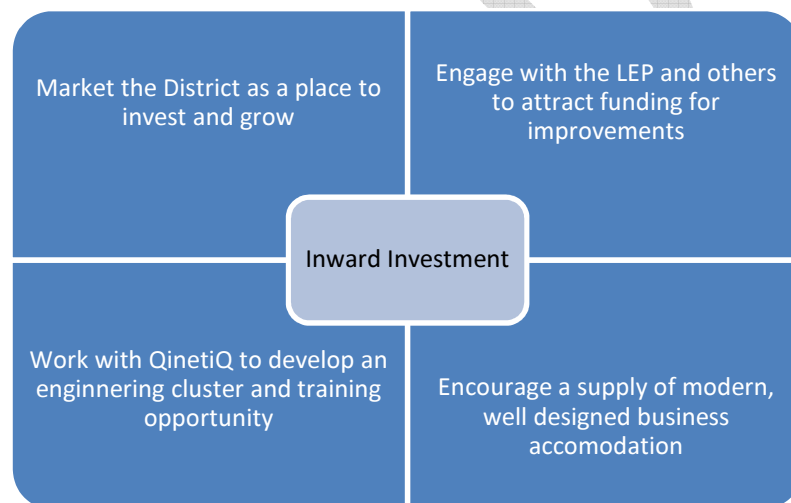 Market the District as a place to
invest and grow
Engage with the LEP and others
to attract funding for
improvements
Inward Investment
Work with QinetiQ to develop an
enginnering cluster and training
opportunity
Encourage a supply of modern,
well designed business
accomodation